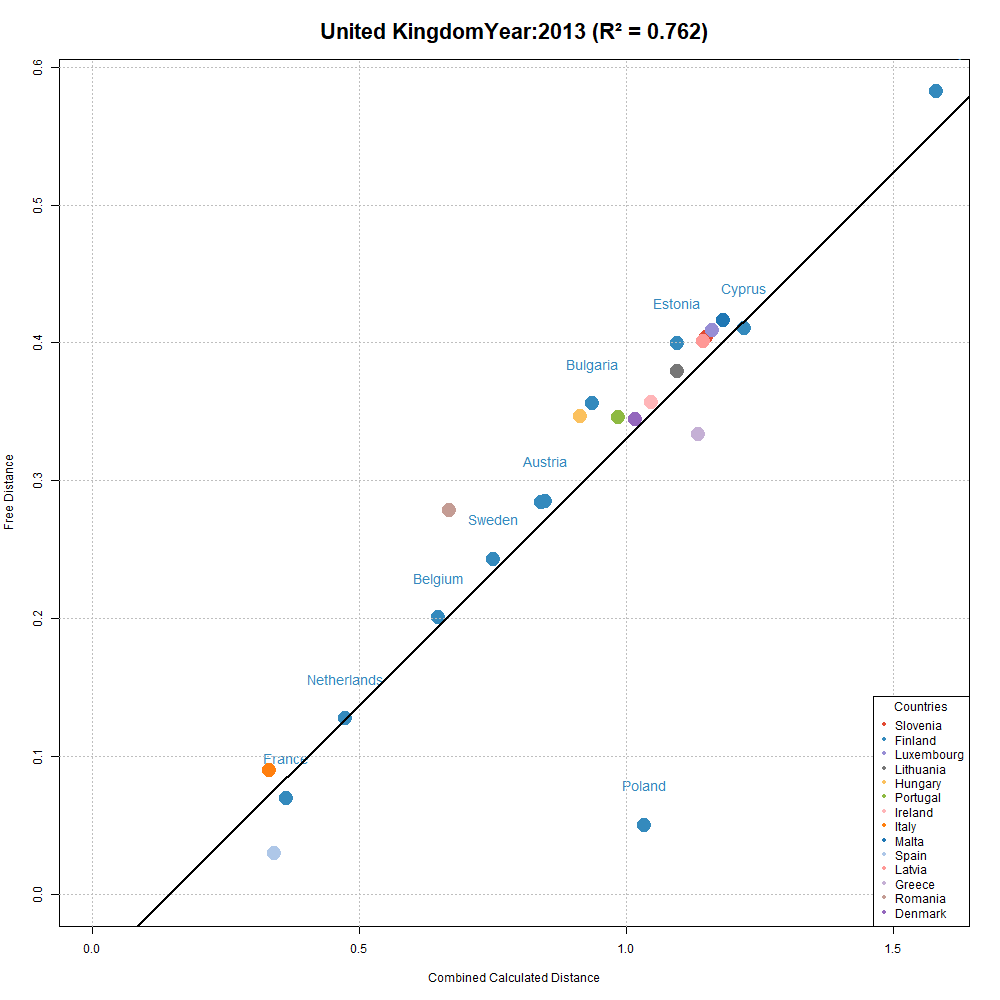 United KingdomYear:2013 (R² = 0.762)
0.6
0.5
0.4
0.3
0.2
0.1
0.0
Free Distance
Cyprus
Estonia
Bulgaria
Austria
Sweden
Belgium
Netherlands
France
Poland
Countries
Slovenia
Finland
Luxembourg
Lithuania
Hungary
Portugal
Ireland
Italy
Malta
Spain
Latvia
Greece
Romania
Denmark
0.0 0.5 1.0 1.5
Combined Calculated Distance